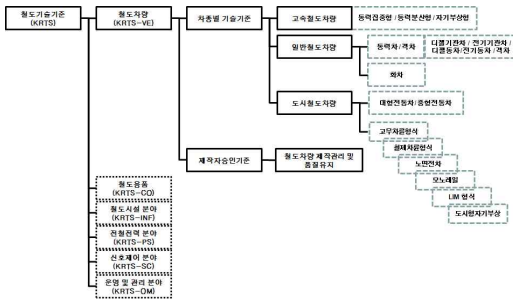 철도기술기준
(KRTS)
철도차량
(KRTS-VE)
차종별 기술기준
고속철도차량
동력집중형/동력분산형/자기부상형
일반철도차량
동력차/객차
디젤기관차 / 전기기관차 /
디젤동차/전기동차 / 객차
화차
도시철도차량
대형전동차/중형전동차
고무차륜형식
철제차륜형식
노면전차
모노레일
LIM 형식
도시형자기부상
제작자승인기준
철도차량 제작관리 및
품질유지
철도용품
(KRTS-CO)
철도시설 분야
(KRTS-INF)
전철전력 분야
(KRTS-PS)
신호제어 분야
(KRTS-SC)
운영 및 관리 분야
(KRTS-OM)